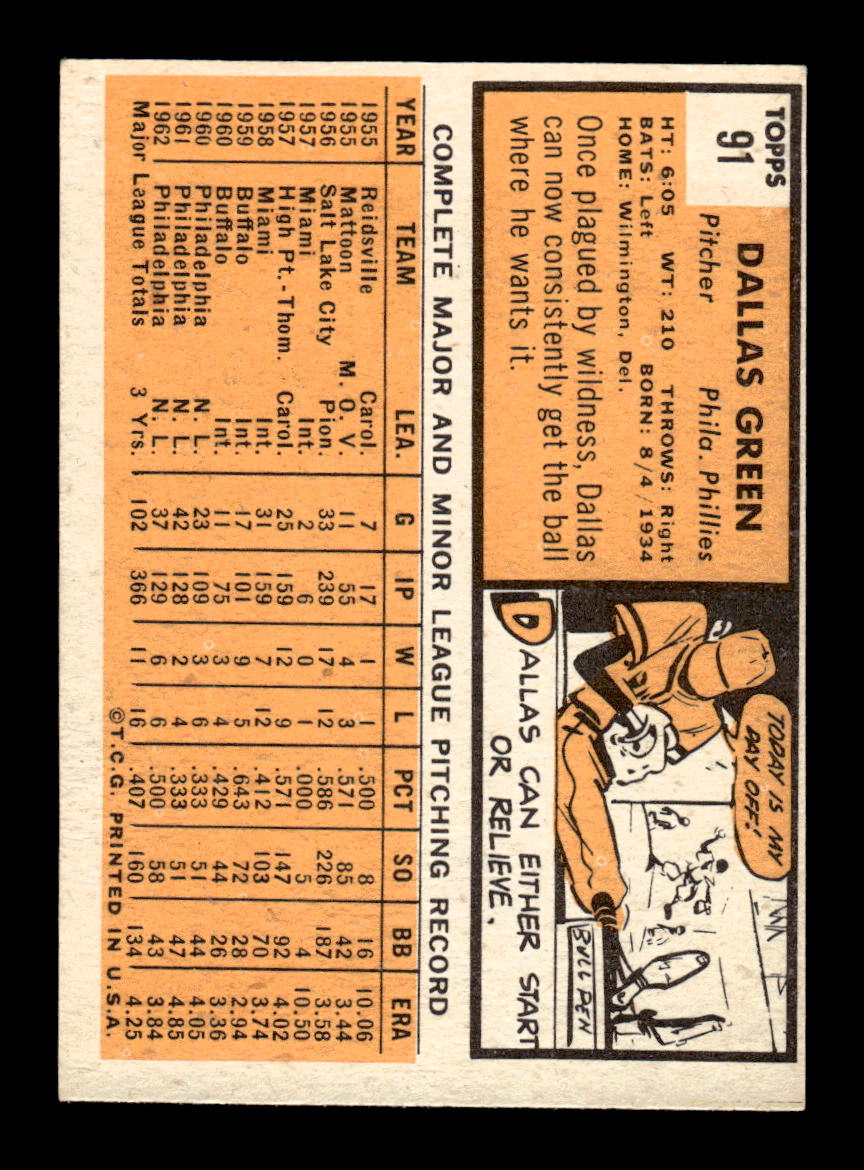 TOPPS
91
DALLAS GREEN
Pitcher Phila. Phillies
HT: 6:05 WT: 210 THROWS: Right
BATS: Left BORN: 8/4/1934
HOME: Wilmington, Del.
Once plagued by wildness, Dallas
can now consistently get the ball
where he wants it.
TODAY IS MY
DAY OFF!
BULL PEN
DALLAS CAN EITHER START
OR RELIEVE.
COMPLETE MAJOR AND MINOR LEAGUE PITCHING RECORD
YEAR TEAM LEA. G IP W L PCT SO BB ERA
1955 Reidsville Carol. 7 17 1 1 .500 8 16 10.06
1955 Mattoon M. O. V. 11 55 4 3 .571 85 42 3.44
1956 Salt Lake City Pion. 33 239 17 12 .586 226 187 3.58
1957 Miami Int. 2 6 0 1 .000 5 4 10.50
1957 High Pt.-Thom. Carol. 25 159 12 9 .571 147 92 4.02
1958 Miami Int. 31 159 7 12 .412 103 70 3.74
1959 Buffalo Int. 17 101 9 5 .643 72 28 2.94
1960 Buffalo Int. 11 75 3 4 .429 44 26 3.36
1960 Philadelphia N. L. 23 109 3 6 .333 51 44 4.05
1961 Philadelphia N. L. 42 128 2 4 .333 51 47 4.85
1962 Philadelphia N. L. 37 129 6 6 .500 58 43 3.84
Major League Totals 3 Yrs. 102 366 11 16 .407 160 134 4.25
©T.C.G. PRINTED IN U.S.A.